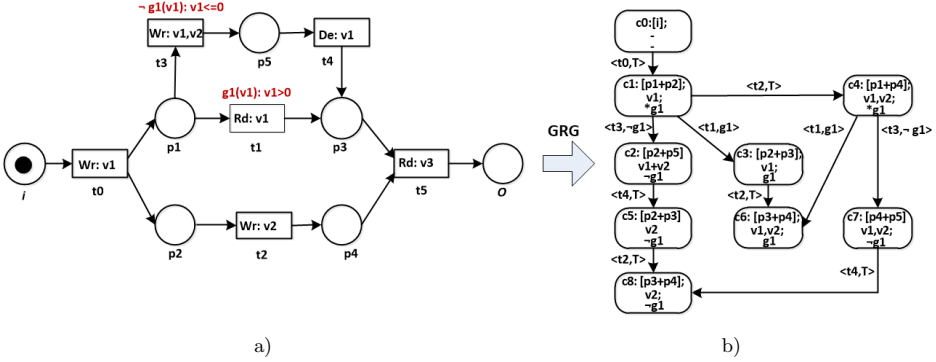 ¬ g1(v1): v1<=0
Wr: v1,v2
t3
p5
De: v1
t4
g1(v1): v1>0
p1
Rd: v1
t1
p3
i
Wr: v1
t0
Rd: v3
t5
O
p2
Wr: v2
t2
p4
a)
GRG
c0:[i];
-
-
<t0,T>
c1: [p1+p2];
v1;
*g1
<t2,T>
c4: [p1+p4];
v1,v2;
*g1
<t3,¬g1>
<t1,g1>
<t1,g1>
<t3,¬ g1>
c2: [p2+p5]
v1+v2
¬g1
c3: [p2+p3];
v1;
g1
<t4,T>
<t2,T>
c5: [p2+p3]
v2
¬g1
c6: [p3+p4];
v1,v2;
g1
c7: [p4+p5]
v1,v2;
¬g1
<t2,T>
<t4,T>
c8: [p3+p4];
v2;
¬g1
b)